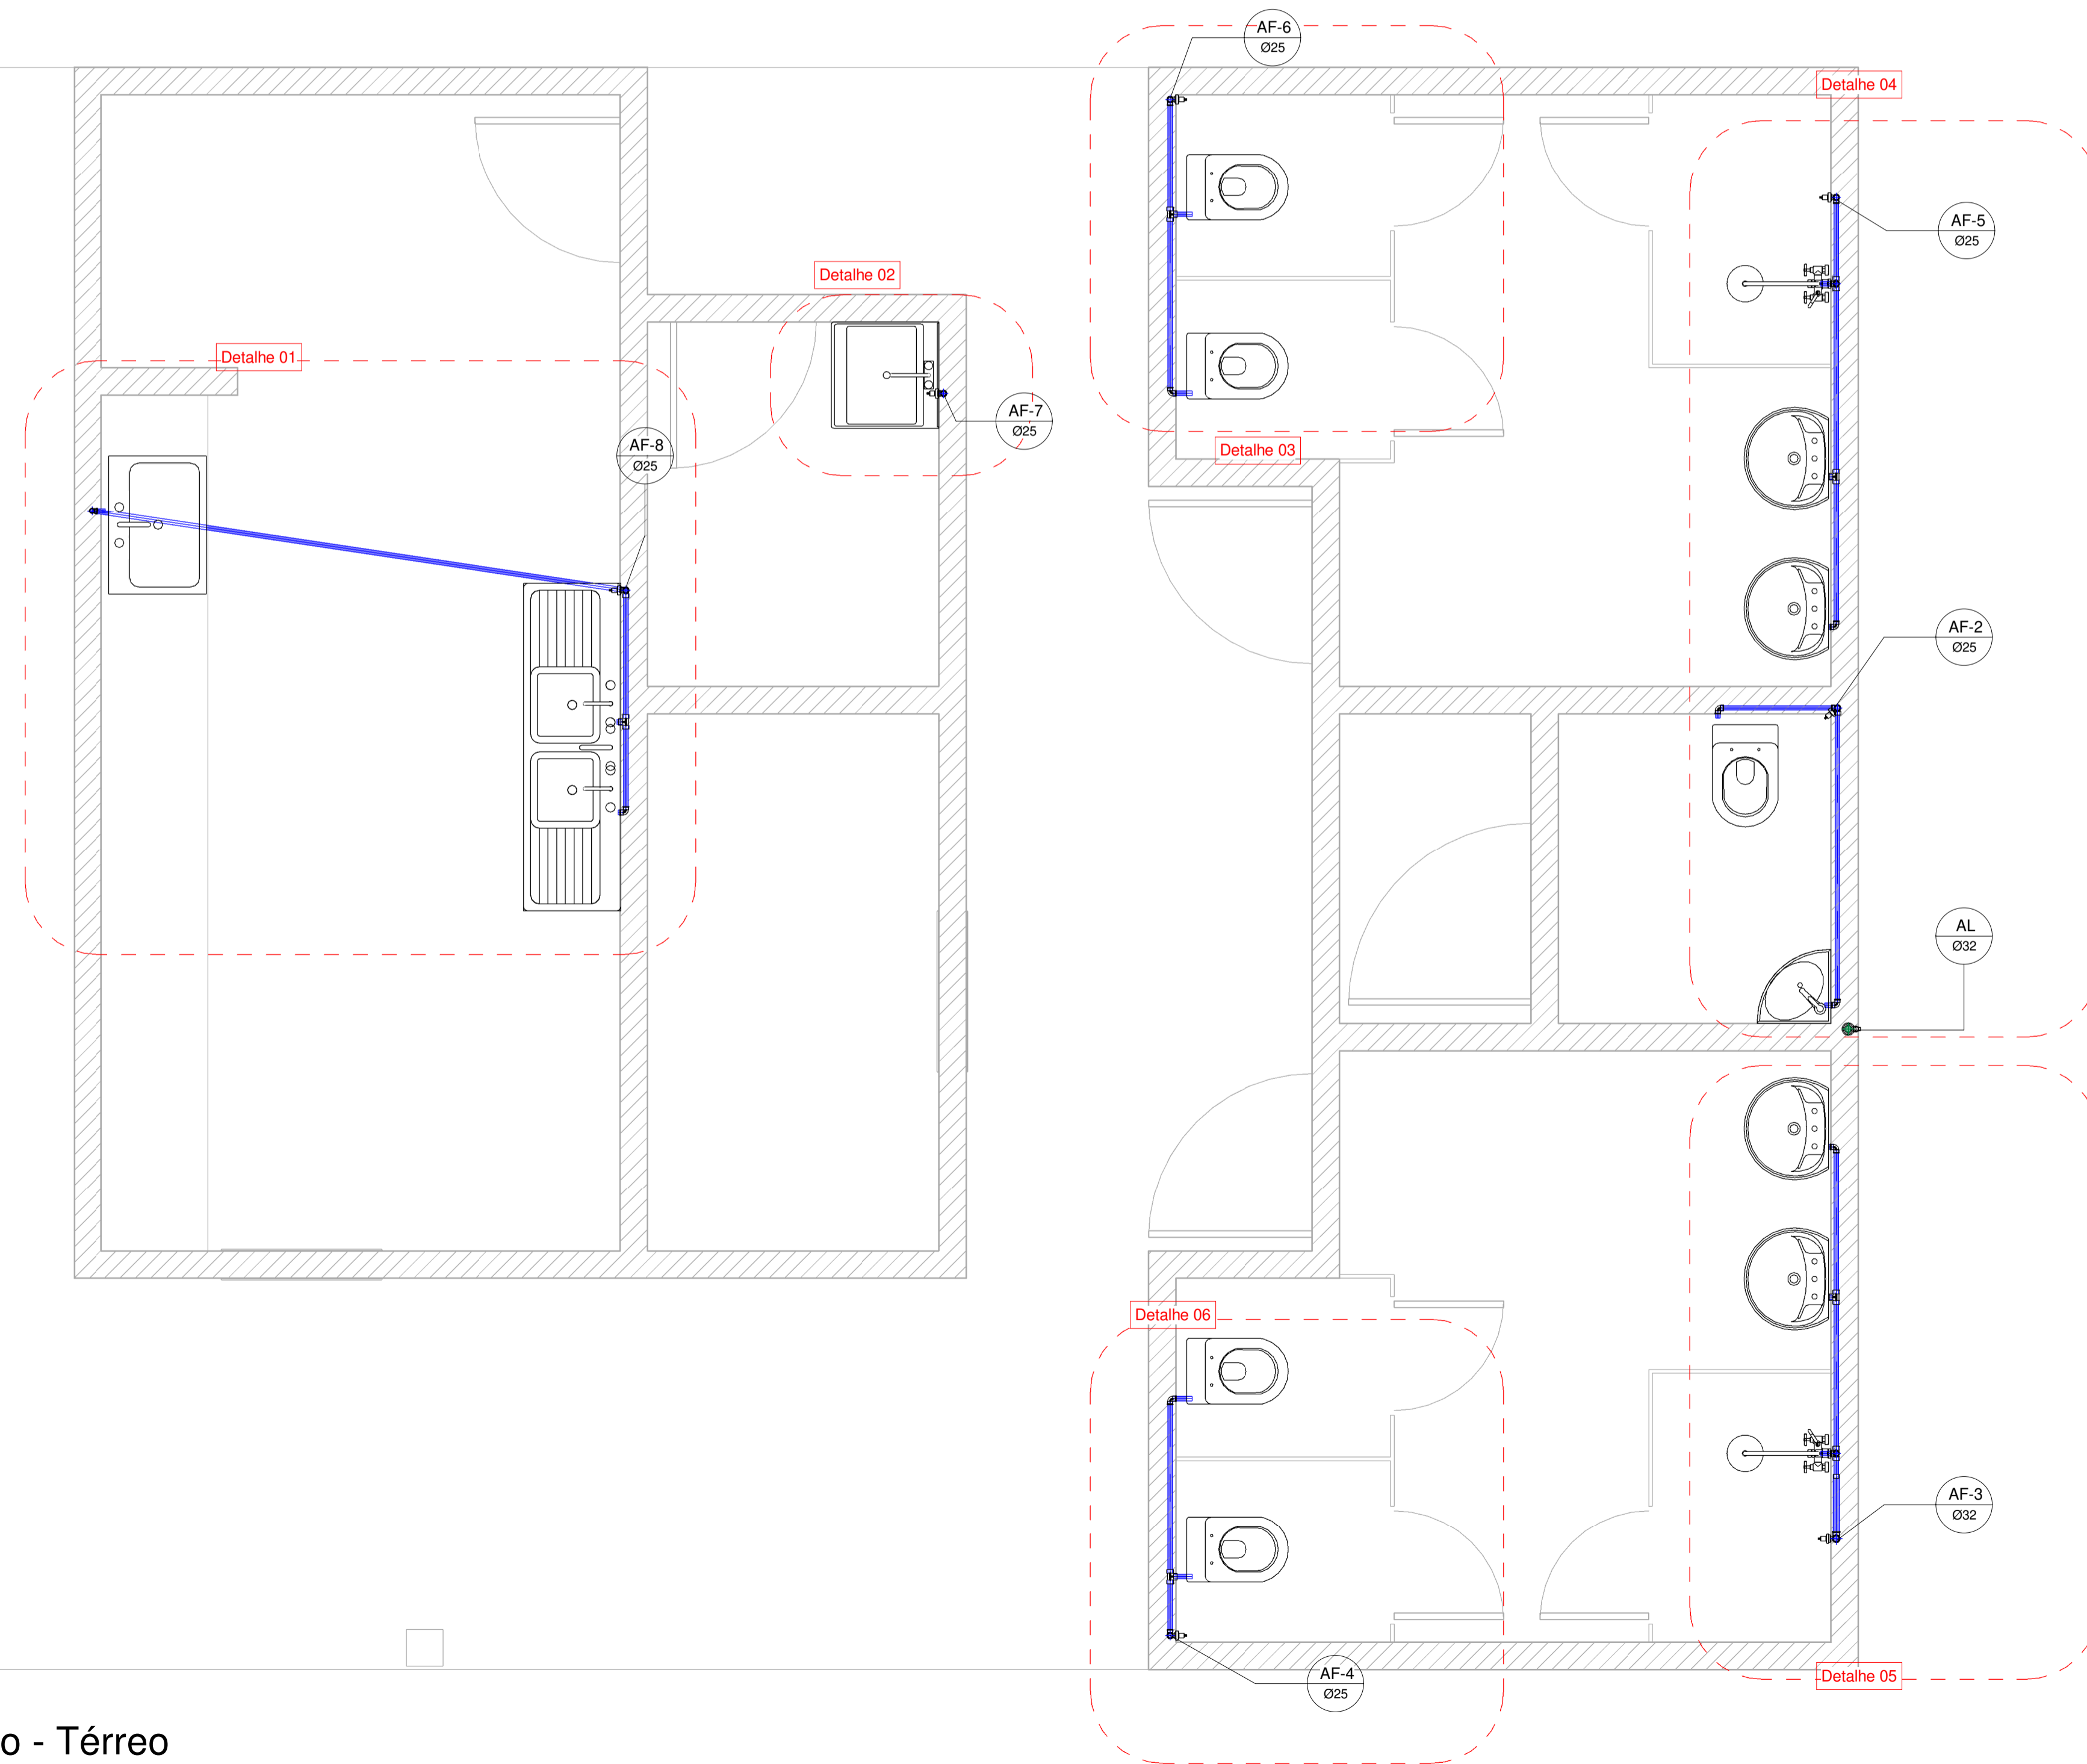 AF-6
Ø25
Detalhe 04
AF-5
Ø25
Detalhe 02
Detalhe 01
AF-7
Ø25
AF-8
Ø25
Detalhe 03
AF-2
Ø25
AL
Ø32
Detalhe 06
AF-3
Ø32
AF-4
Ø25
Detalhe 05
o - Térreo